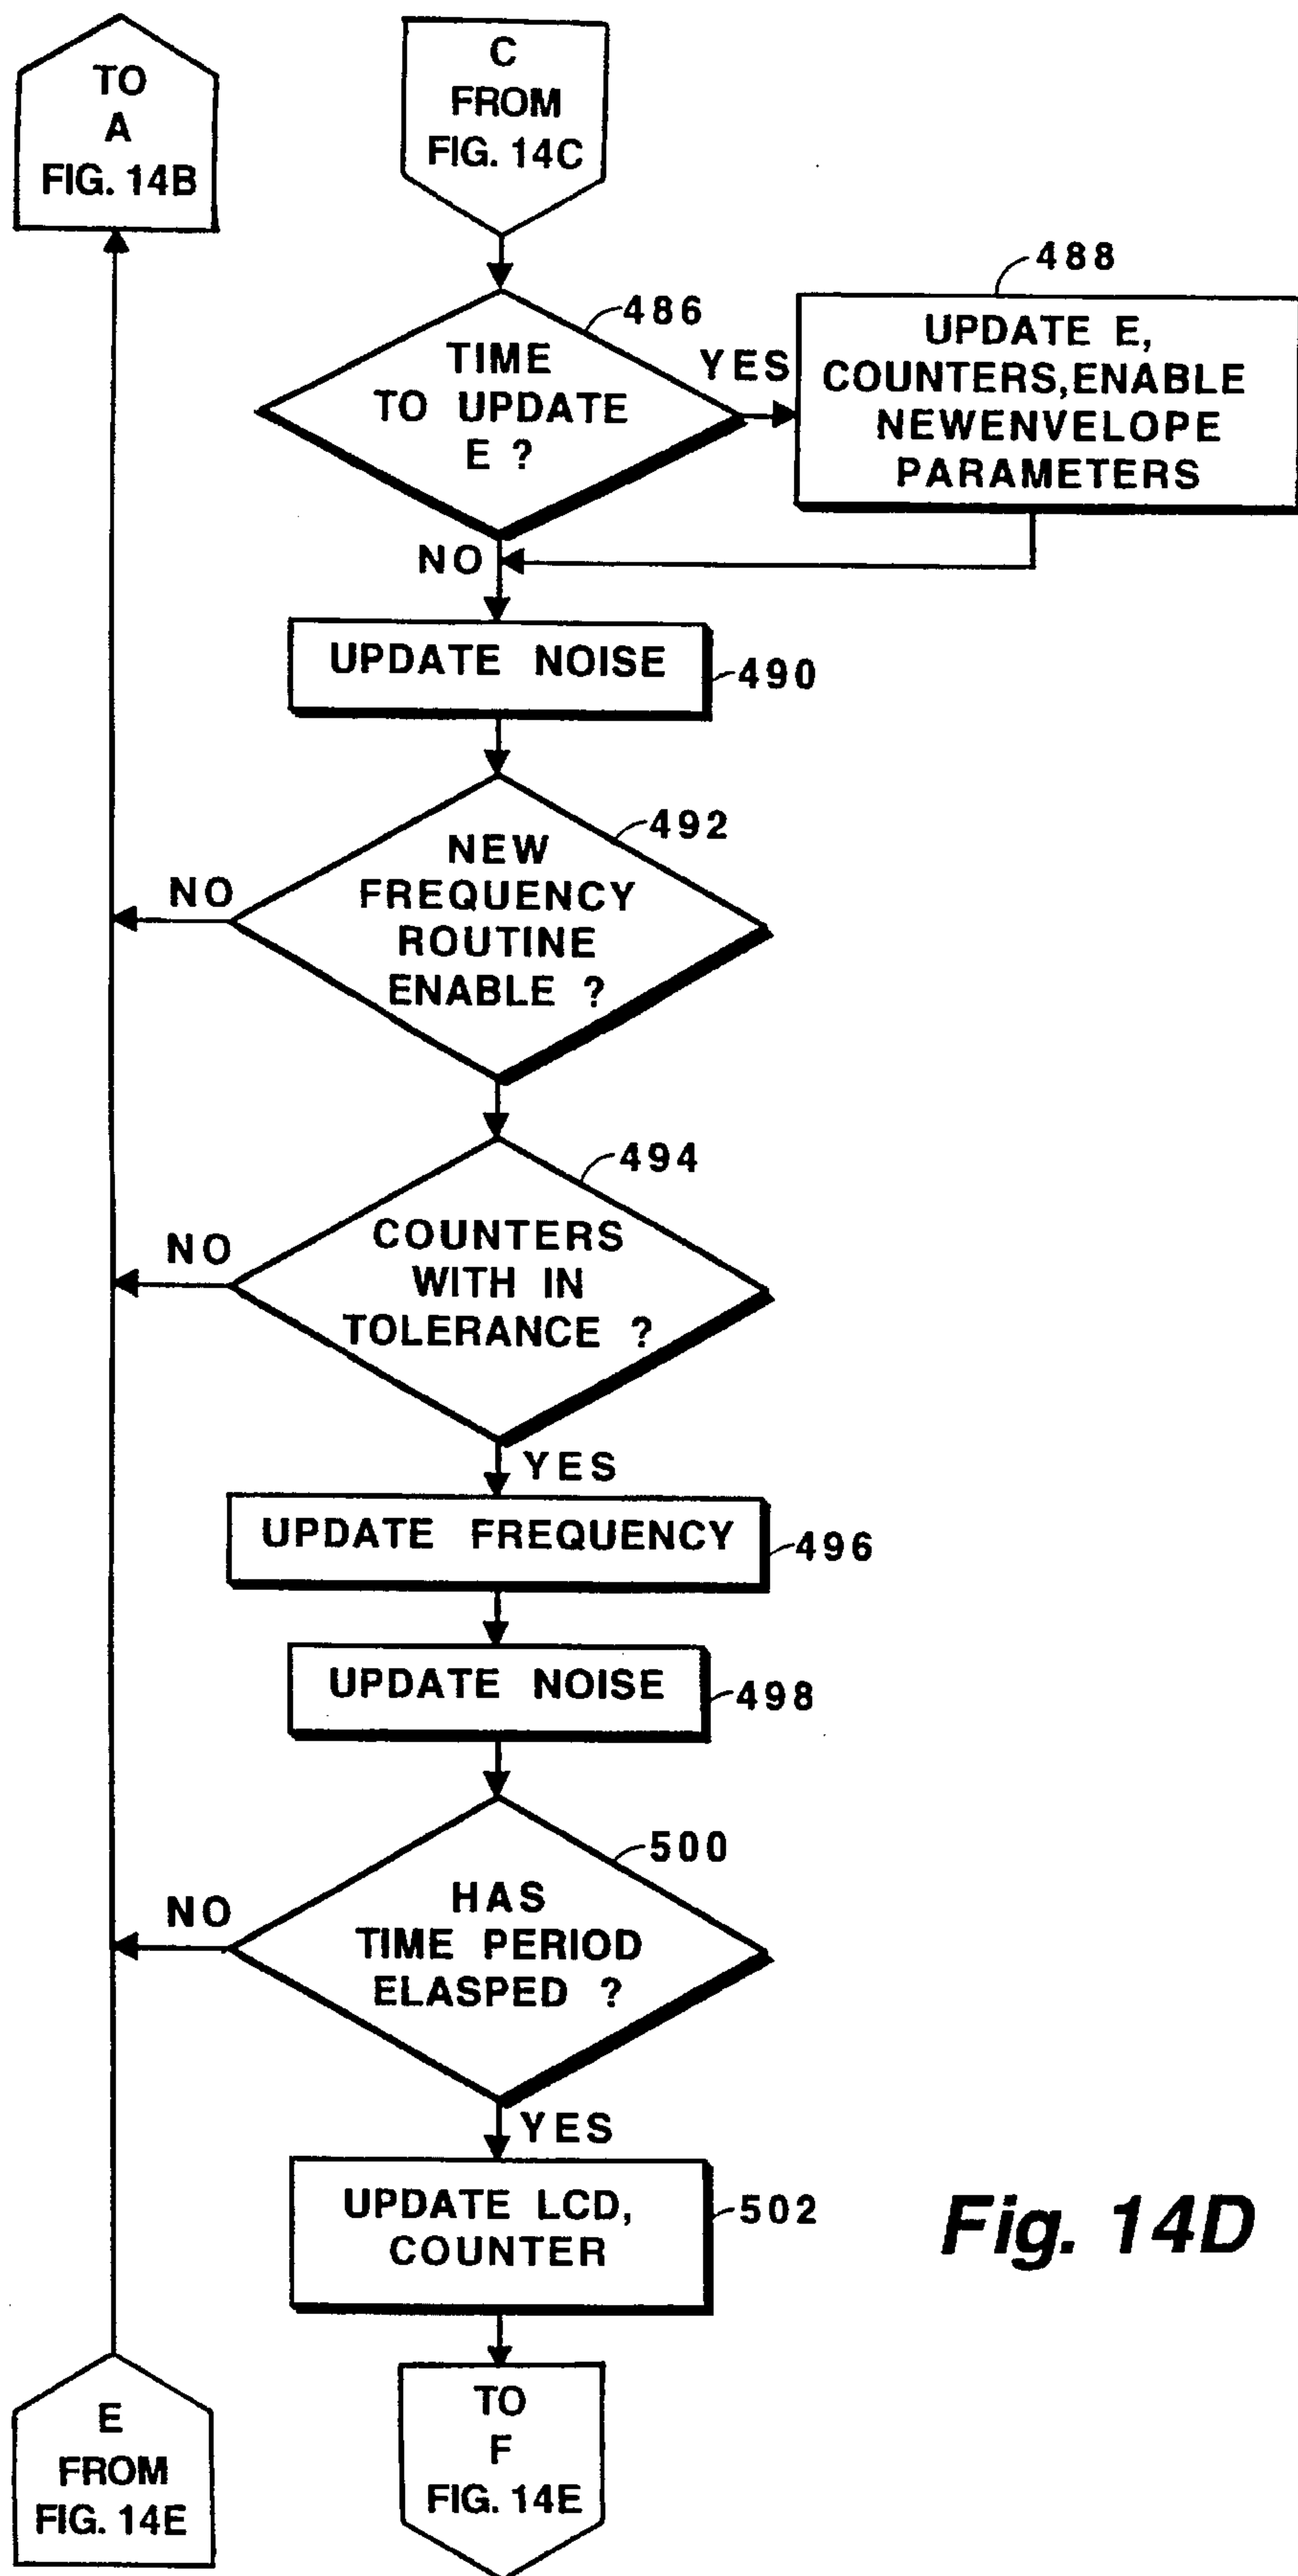 TO
A
FIG. 14B
C
FROM
FIG. 14C
486
TIME
TO UPDATE
E ?
YES
488
UPDATE E,
COUNTERS,ENABLE
NEWENVELOPE
PARAMETERS
NO
UPDATE NOISE
490
492
NEW
FREQUENCY
ROUTINE
ENABLE ?
NO
494
COUNTERS
WITH IN
TOLERANCE ?
NO
YES
UPDATE FREQUENCY
496
UPDATE NOISE
498
500
HAS
TIME PERIOD
ELASPED ?
NO
YES
UPDATE LCD,
COUNTER
502
Fig. 14D
E
FROM
FIG. 14E
TO
F
FIG. 14E